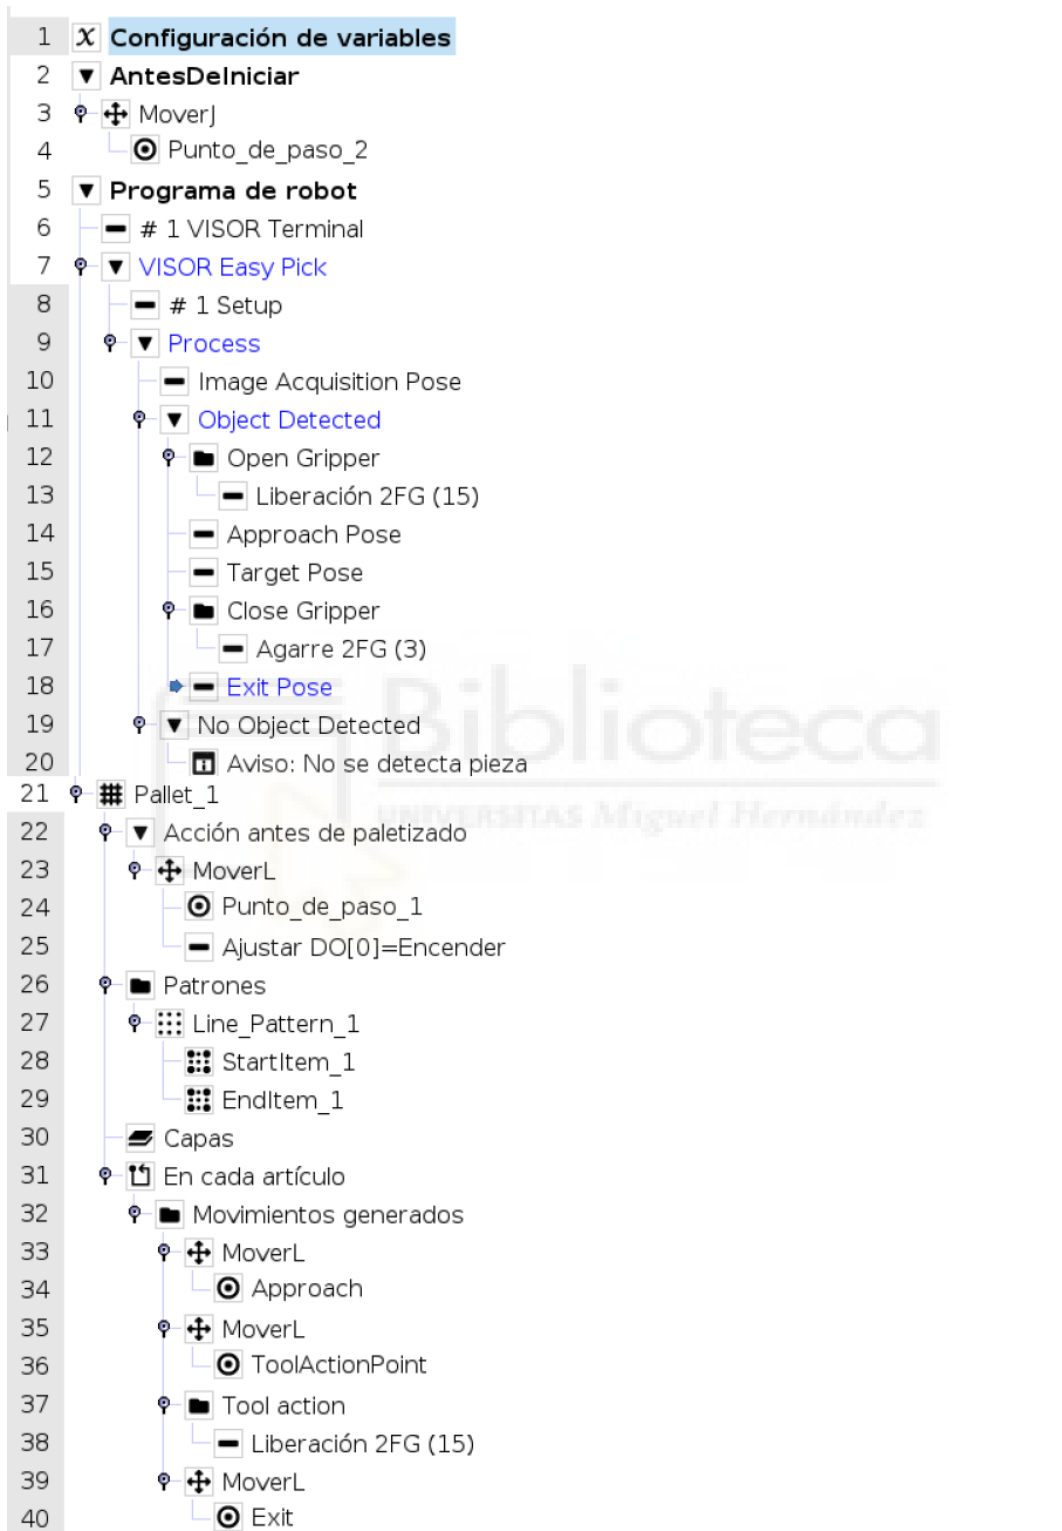 1 x Configuración de variables
2 AntesDeIniciar
3 MoverJ
4 Punto_de_paso_2
5 Programa de robot
6 # 1 VISOR Terminal
7 VISOR Easy Pick
8 # 1 Setup
9 Process
10 Image Acquisition Pose
11 Object Detected
12 Open Gripper
13 Liberación 2FG (15)
14 Approach Pose
15 Target Pose
16 Close Gripper
17 Agarre 2FG (3)
18 Exit Pose
19 No Object Detected
20 Aviso: No se detecta pieza
Biblioteca
UNIVERSITAS Miguel Hernández
21 Pallet_1
22 Acción antes de paletizado
23 MoverL
24 Punto_de_paso_1
25 Ajustar DO[0]=Encender
26 Patrones
27 Line_Pattern_1
28 StartItem_1
29 EndItem_1
30 Capas
31 En cada artículo
32 Movimientos generados
33 MoverL
34 Approach
35 MoverL
36 ToolActionPoint
37 Tool action
38 Liberación 2FG (15)
39 MoverL
40 Exit